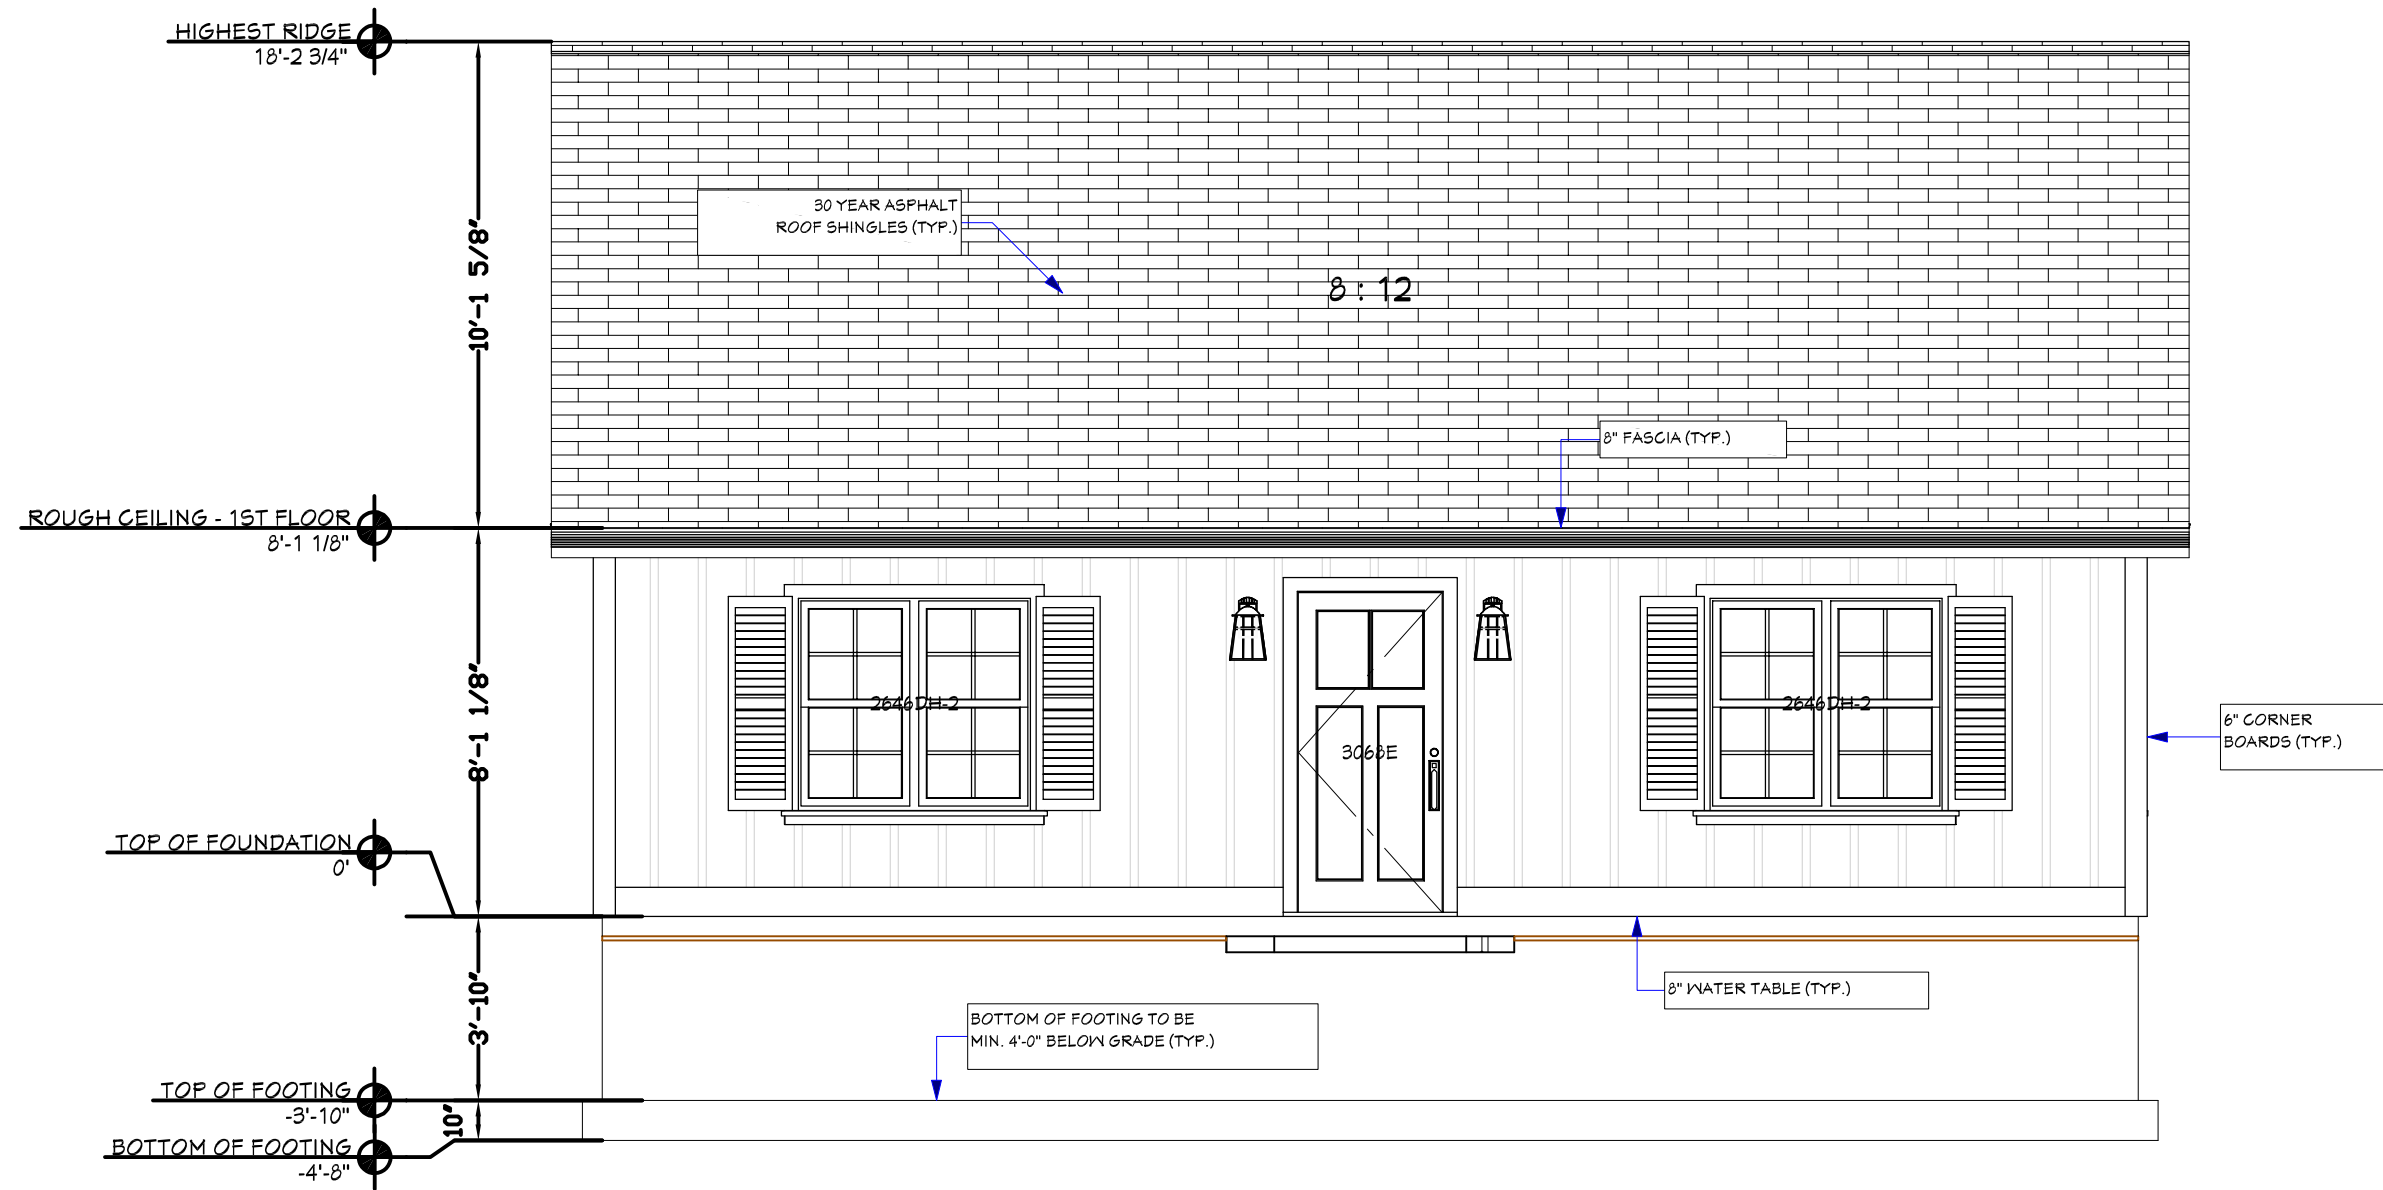 HIGHEST RIDGE
18'-2 3/4"
10'-1 5/8"
30 YEAR ASPHALT
ROOF SHINGLES (TYP.)
8 : 12
8" FASCIA (TYP.)
ROUGH CEILING - 1ST FLOOR
8'-1 1/8"
8'-1 1/8"
2646DH-2
3068E
2646DH-2
6" CORNER
BOARDS (TYP.)
TOP OF FOUNDATION
0'
3'-10"
8" WATER TABLE (TYP.)
BOTTOM OF FOOTING TO BE
MIN. 4'-0" BELOW GRADE (TYP.)
TOP OF FOOTING
-3'-10"
10"
BOTTOM OF FOOTING
-4'-8"